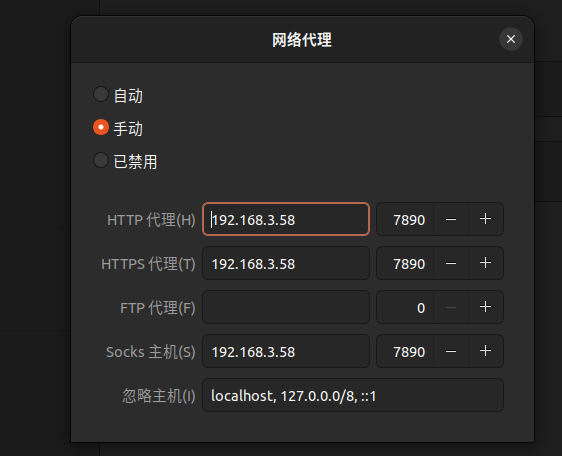 网络代理
自动
手动
已禁用
HTTP 代理(H) 192.168.3.58 7890 − +
HTTPS 代理(T) 192.168.3.58 7890 − +
FTP 代理(F) 0 − +
Socks 主机(S) 192.168.3.58 7890 − +
忽略主机(I) localhost, 127.0.0.0/8, ::1